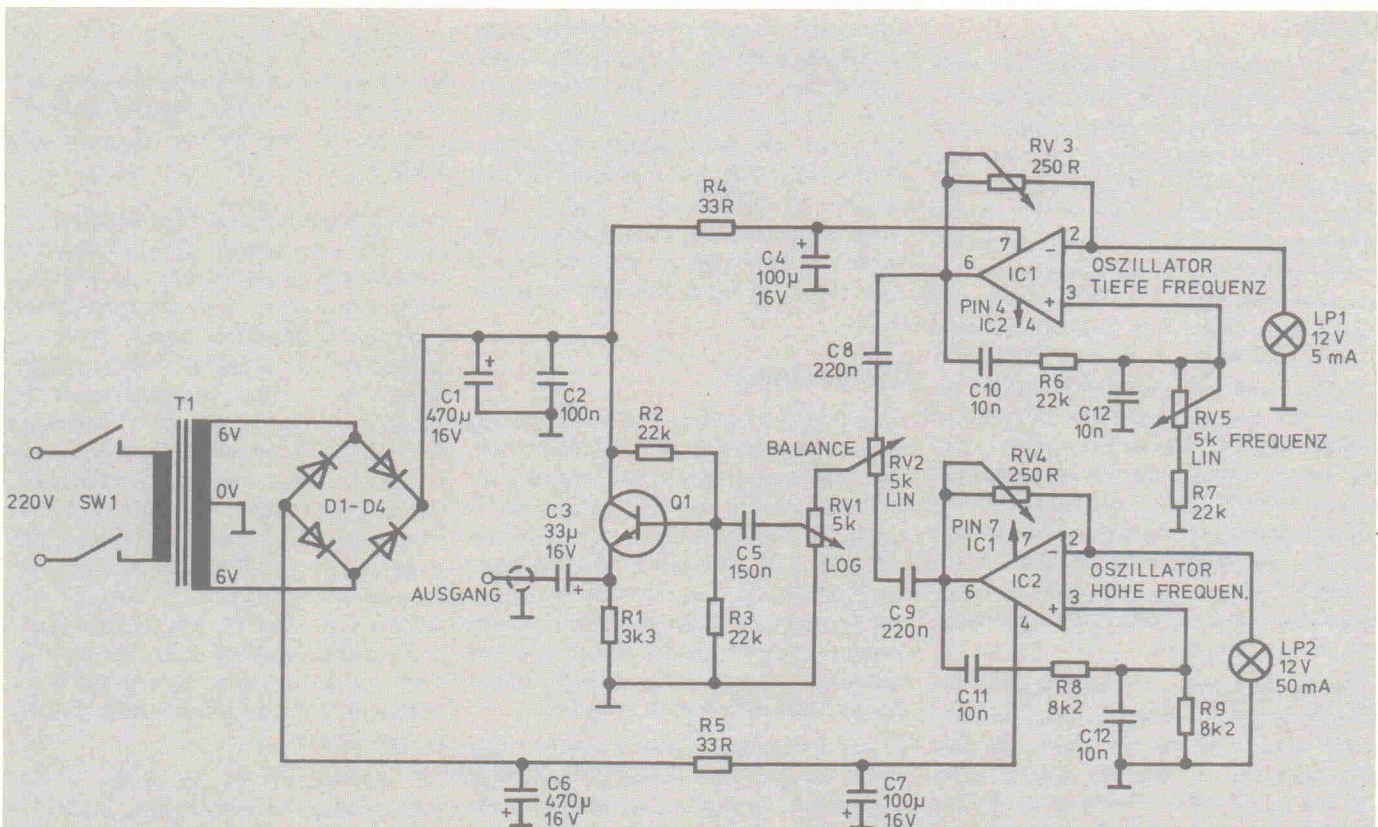 RV 3
250 R
R4
33R
C4
100µ
16V
+
7
6
IC1
2
−
3
+
OSZILLATOR
TIEFE FREQUENZ
PIN 4
IC2
4
LP1
12 V
5 mA
C8
220n
C10
10n
R6
22k
C12
10n
RV5
5k FREQUENZ
LIN
R7
22k
T1
6V
0V
6V
220V
SW1
D1-D4
+
C1
470µ
16V
C2
100n
R2
22k
Q1
C3
33µ
16V
+
AUSGANG
R1
3k3
R3
22k
C5
150n
BALANCE
RV1
5k
LOG
RV2
5k
LIN
RV4
250R
PIN 7
IC1
7
6
IC2
2
−
3
+
4
OSZILLATOR
HOHE FREQUEN.
C9
220n
C11
10n
R8
8k2
C12
10n
R9
8k2
LP2
12V
50mA
R5
33R
C6
470µ
16V
+
C7
100µ
16V
+